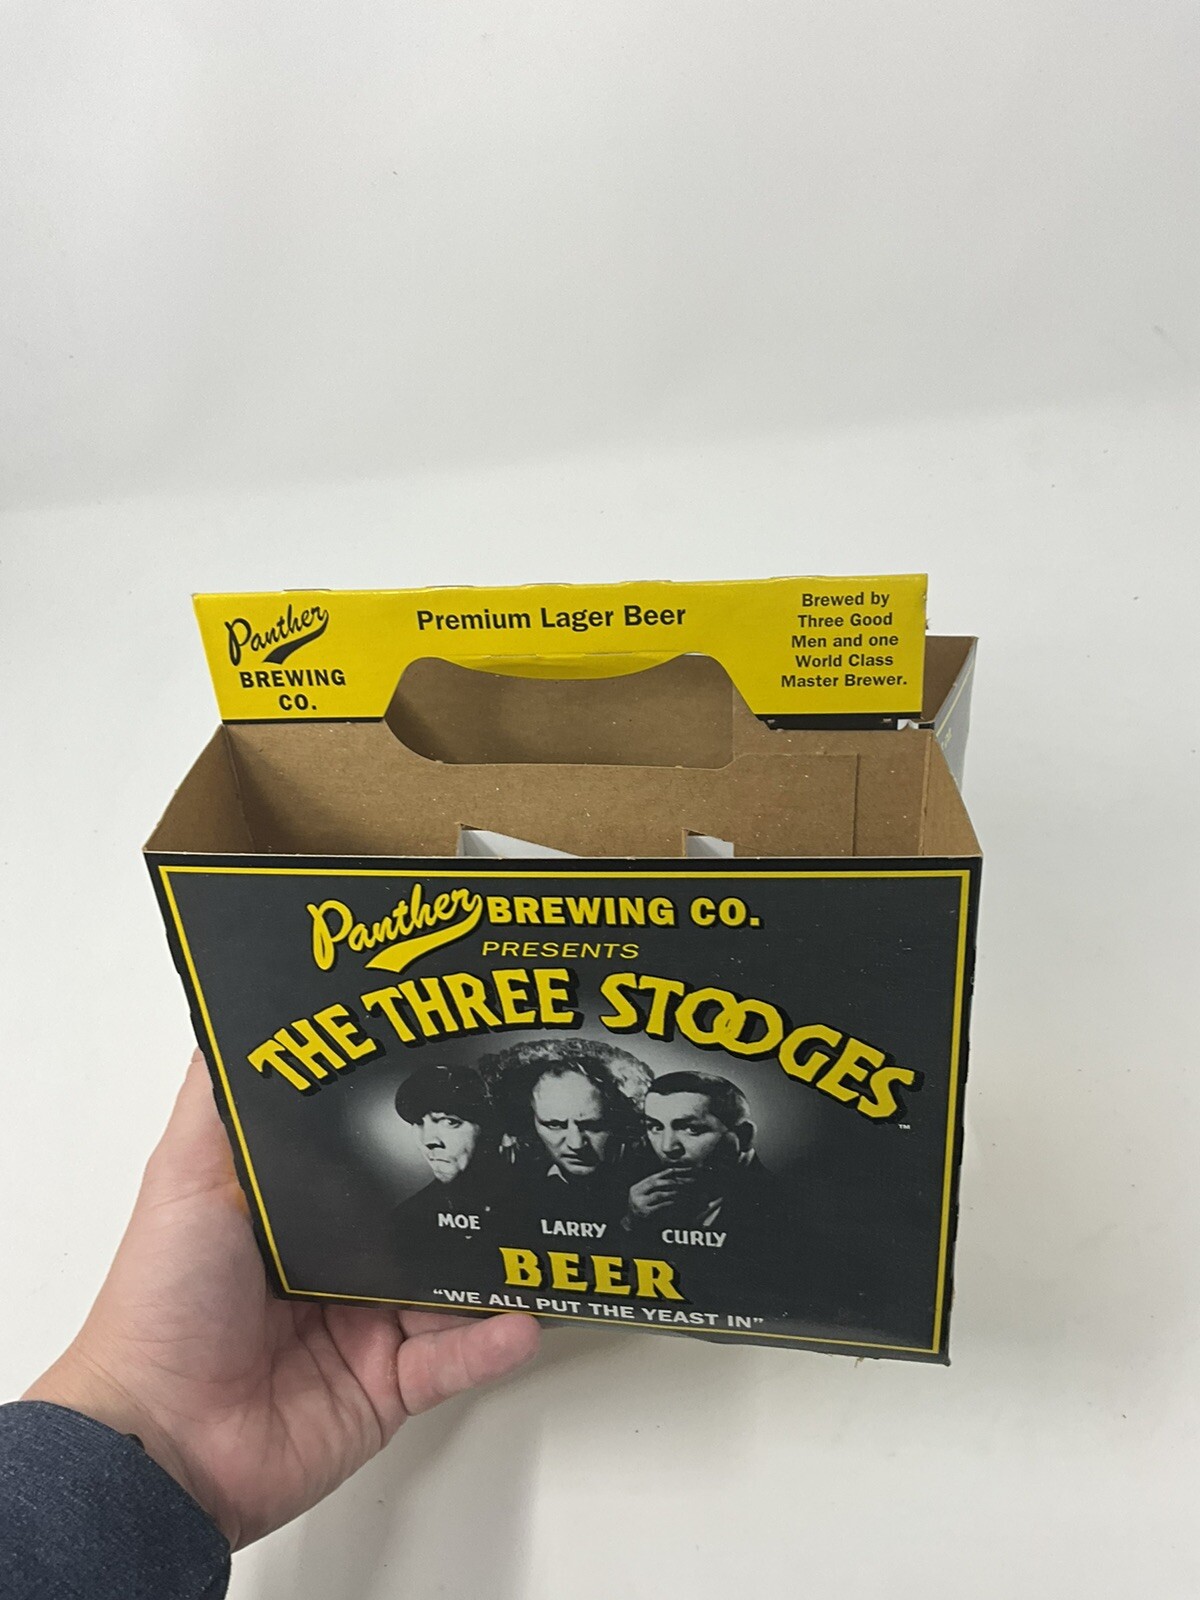 Panther
BREWING
CO.
Premium Lager Beer
Brewed by
Three Good
Men and one
World Class
Master Brewer.
Panther BREWING CO.
PRESENTS
THE THREE STOOGES
™
MOE LARRY CURLY
BEER
“WE ALL PUT THE YEAST IN”